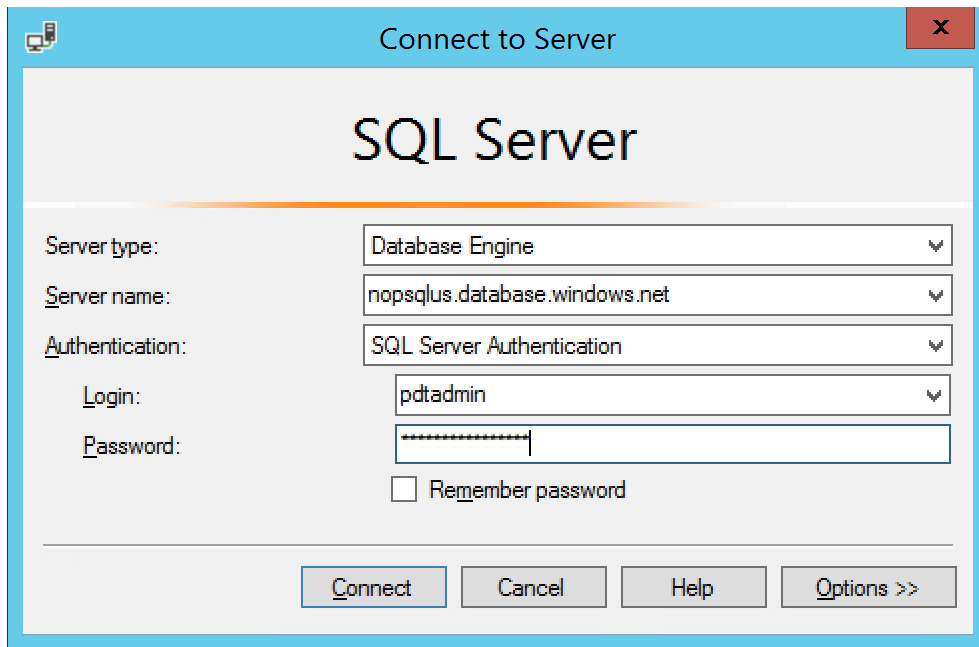 Connect to Server
x
SQL Server
Server type: Database Engine
Server name: nopsqlus.database.windows.net
Authentication: SQL Server Authentication
Login: pdtadmin
Password: ****************
Remember password
Connect Cancel Help Options >>